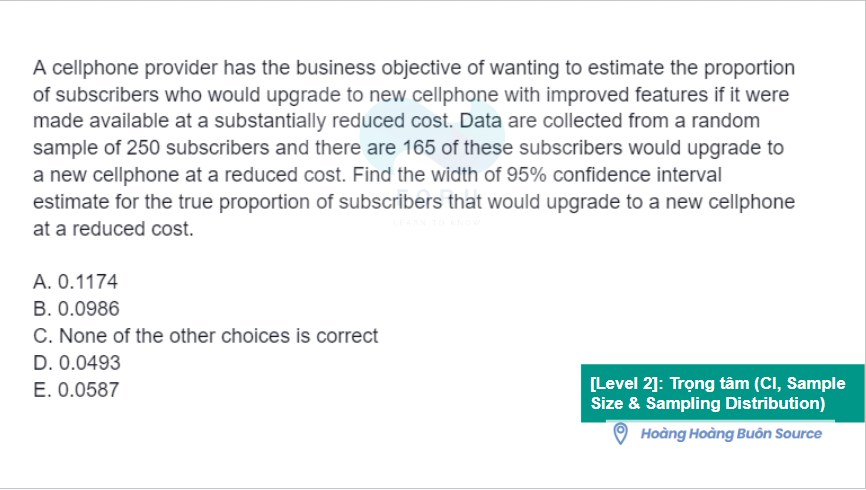 A cellphone provider has the business objective of wanting to estimate the proportion
of subscribers who would upgrade to new cellphone with improved features if it were
made available at a substantially reduced cost. Data are collected from a random
sample of 250 subscribers and there are 165 of these subscribers would upgrade to
a new cellphone at a reduced cost. Find the width of 95% confidence interval
estimate for the true proportion of subscribers that would upgrade to a new cellphone
at a reduced cost.
A. 0.1174
B. 0.0986
C. None of the other choices is correct
D. 0.0493
E. 0.0587
[Level 2]: Trọng tâm (CI, Sample
Size & Sampling Distribution)
Hoàng Hoàng Buôn Source